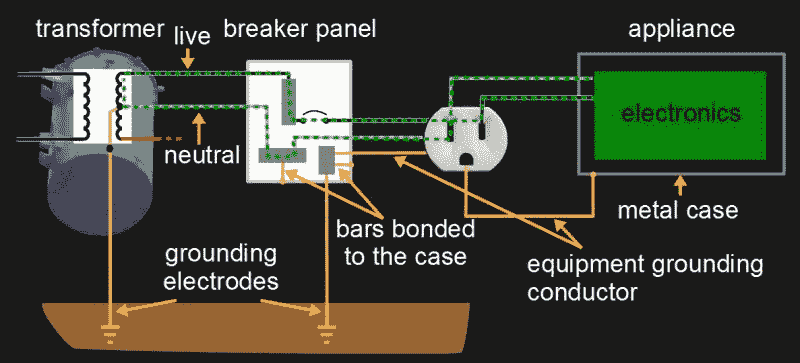 transformer
live
breaker panel
appliance
electronics
neutral
metal case
bars bonded
to the case
grounding
electrodes
equipment grounding
conductor